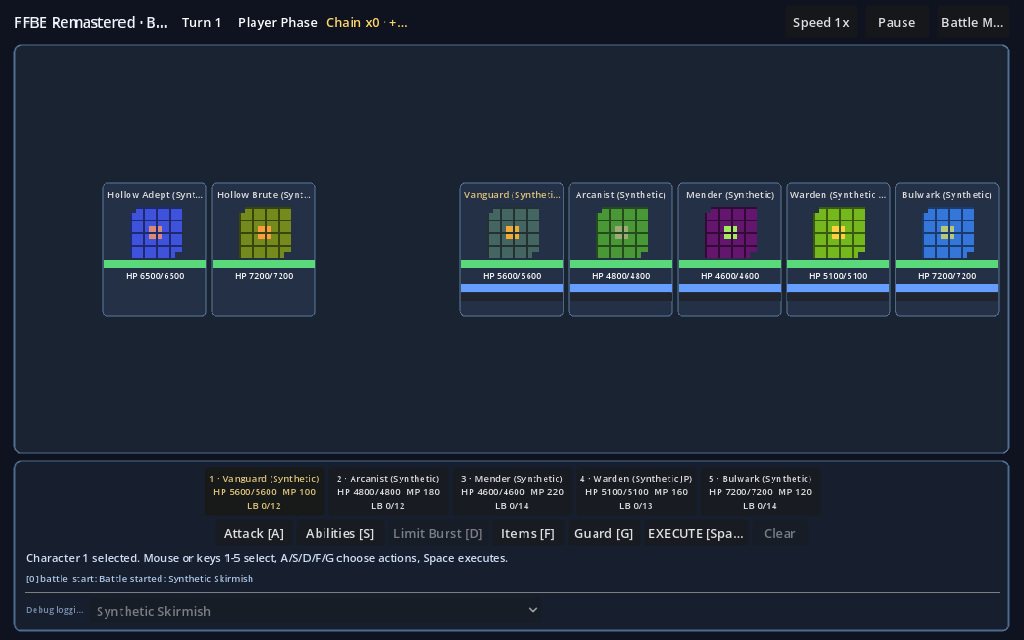 FFBE Remastered · B... Turn 1 Player Phase Chain x0 · +... Speed 1x Pause Battle M...
Hollow Adept (Synt... Hollow Brute (Synt... Vanguard (Syntheti... Arcanist (Synthetic) Mender (Synthetic) Warden (Synthetic ... Bulwark (Synthetic)
HP 6500/6500 HP 7200/7200 HP 5600/5600 HP 4800/4800 HP 4600/4600 HP 5100/5100 HP 7200/7200
1 · Vanguard (Synthetic) 2 · Arcanist (Synthetic) 3 · Mender (Synthetic) 4 · Warden (Synthetic JP) 5 · Bulwark (Synthetic)
HP 5600/5600 MP 100 HP 4800/4800 MP 180 HP 4600/4600 MP 220 HP 5100/5100 MP 160 HP 7200/7200 MP 120
LB 0/12 LB 0/12 LB 0/14 LB 0/13 LB 0/14
Attack [A] Abilities [S] Limit Burst [D] Items [F] Guard [G] EXECUTE [Spa... Clear
Character 1 selected. Mouse or keys 1-5 select, A/S/D/F/G choose actions, Space executes.
[0] battle_start: Battle started: Synthetic Skirmish
Debug loggi... Synthetic Skirmish